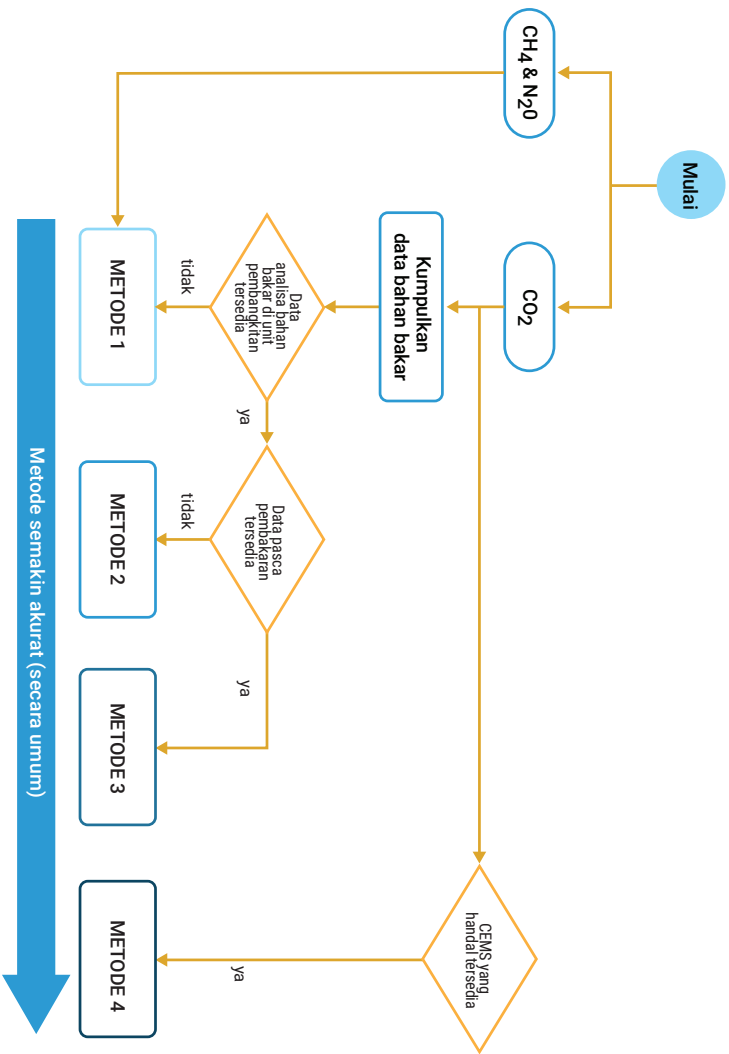 Mulai
CH4 & N20
CO2
Kumpulkan
data bahan bakar
Data
analisa bahan
bakar di unit
pembangkitan
tersedia
ya
Data pasca
pembakaran
tersedia
CEMS yang
handal tersedia
tidak
tidak
ya
ya
METODE 1
METODE 2
METODE 3
METODE 4
Metode semakin akurat (secara umum)